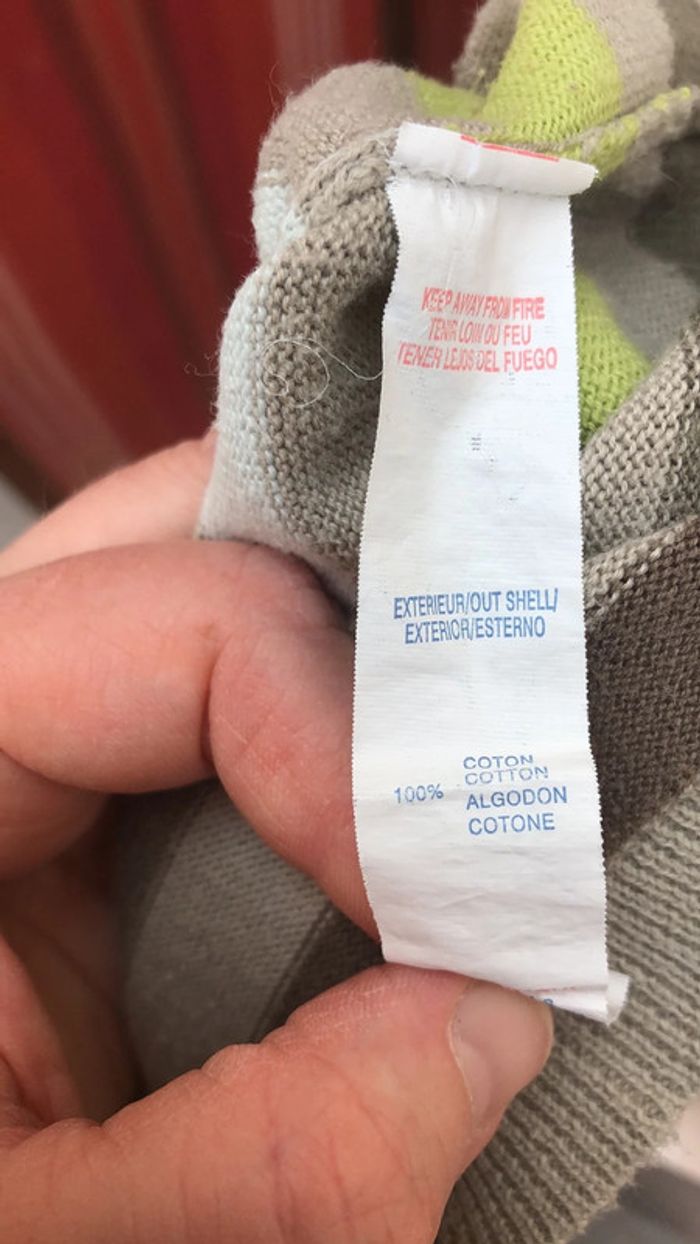 KEEP AWAY FROM FIRE
TENIR LOIN DU FEU
TENER LEJOS DEL FUEGO
EXTERIEUR/OUT SHELL/
EXTERIOR/ESTERNO
COTON
COTTON
100%
ALGODON
COTONE